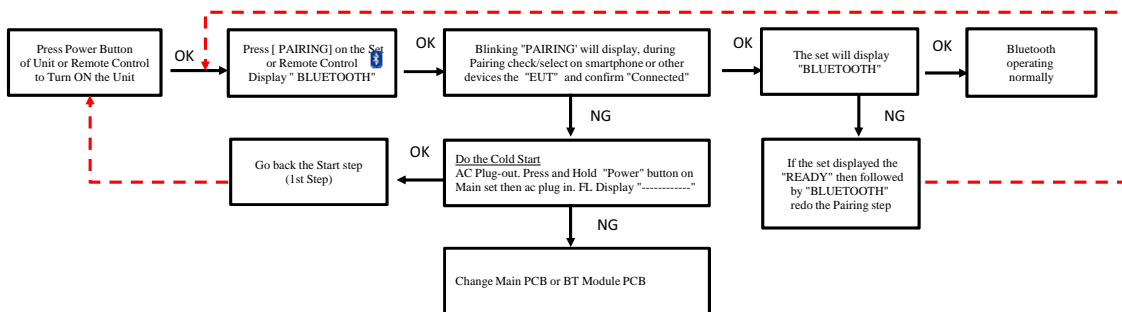 Press Power Button
of Unit or Remote Control
to Turn ON the Unit
OK
Press [ PAIRING] on the Set
or Remote Control
Display " BLUETOOTH"
OK
Blinking "PAIRING' will display, during
Pairing check/select on smartphone or other
devices the "EUT" and confirm "Connected"
OK
The set will display
"BLUETOOTH"
OK
Bluetooth
operating
normally
NG
NG
Go back the Start step
(1st Step)
OK
Do the Cold Start
AC Plug-out. Press and Hold "Power" button on
Main set then ac plug in. FL Display "------------"
If the set displayed the
"READY" then followed
by "BLUETOOTH"
redo the Pairing step
NG
Change Main PCB or BT Module PCB